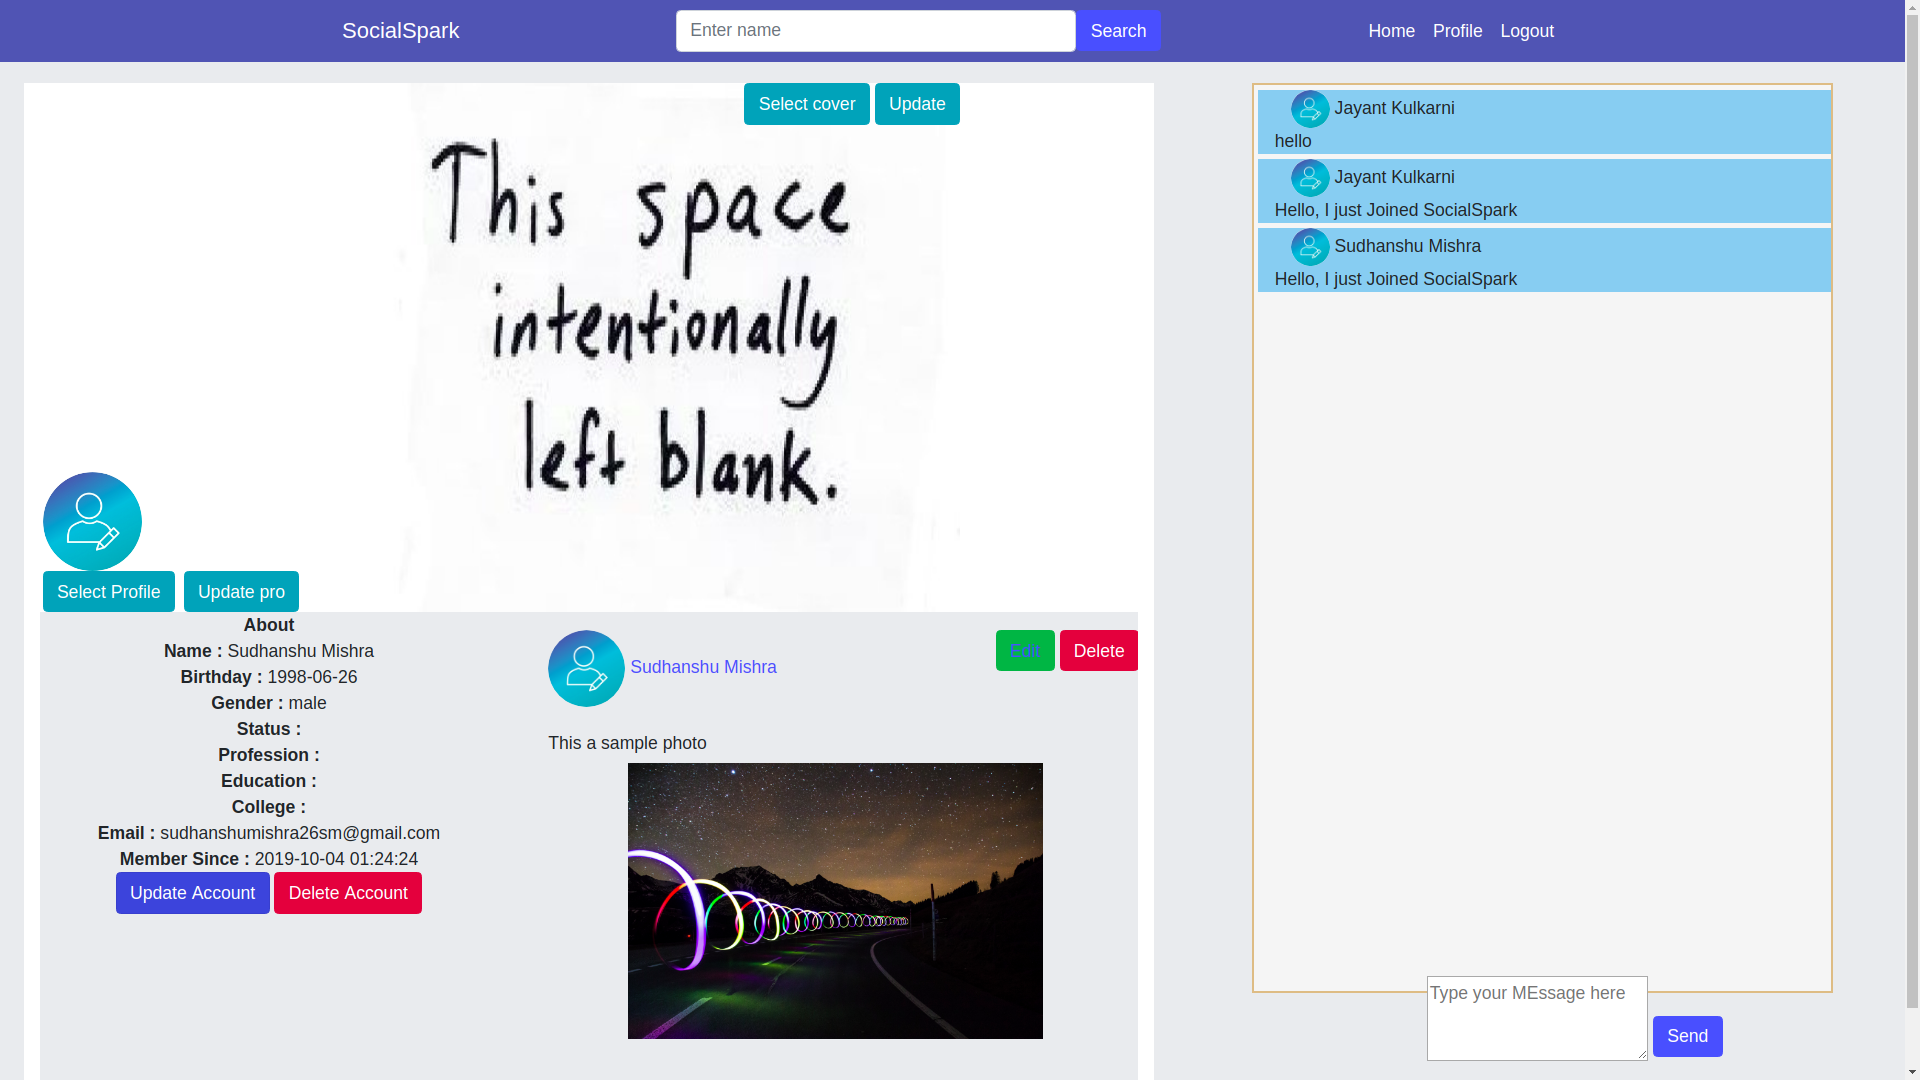 SocialSpark
Enter name
Search
Home Profile Logout
Select cover
Update
This space
intentionally
left blank.
Select Profile
Update pro
About
Name : Sudhanshu Mishra
Birthday : 1998-06-26
Gender : male
Status :
Profession :
Education :
College :
Email : sudhanshumishra26sm@gmail.com
Member Since : 2019-10-04 01:24:24
Update Account
Delete Account
Sudhanshu Mishra
Edit
Delete
This a sample photo
Jayant Kulkarni
hello
Jayant Kulkarni
Hello, I just Joined SocialSpark
Sudhanshu Mishra
Hello, I just Joined SocialSpark
Type your MEssage here
Send